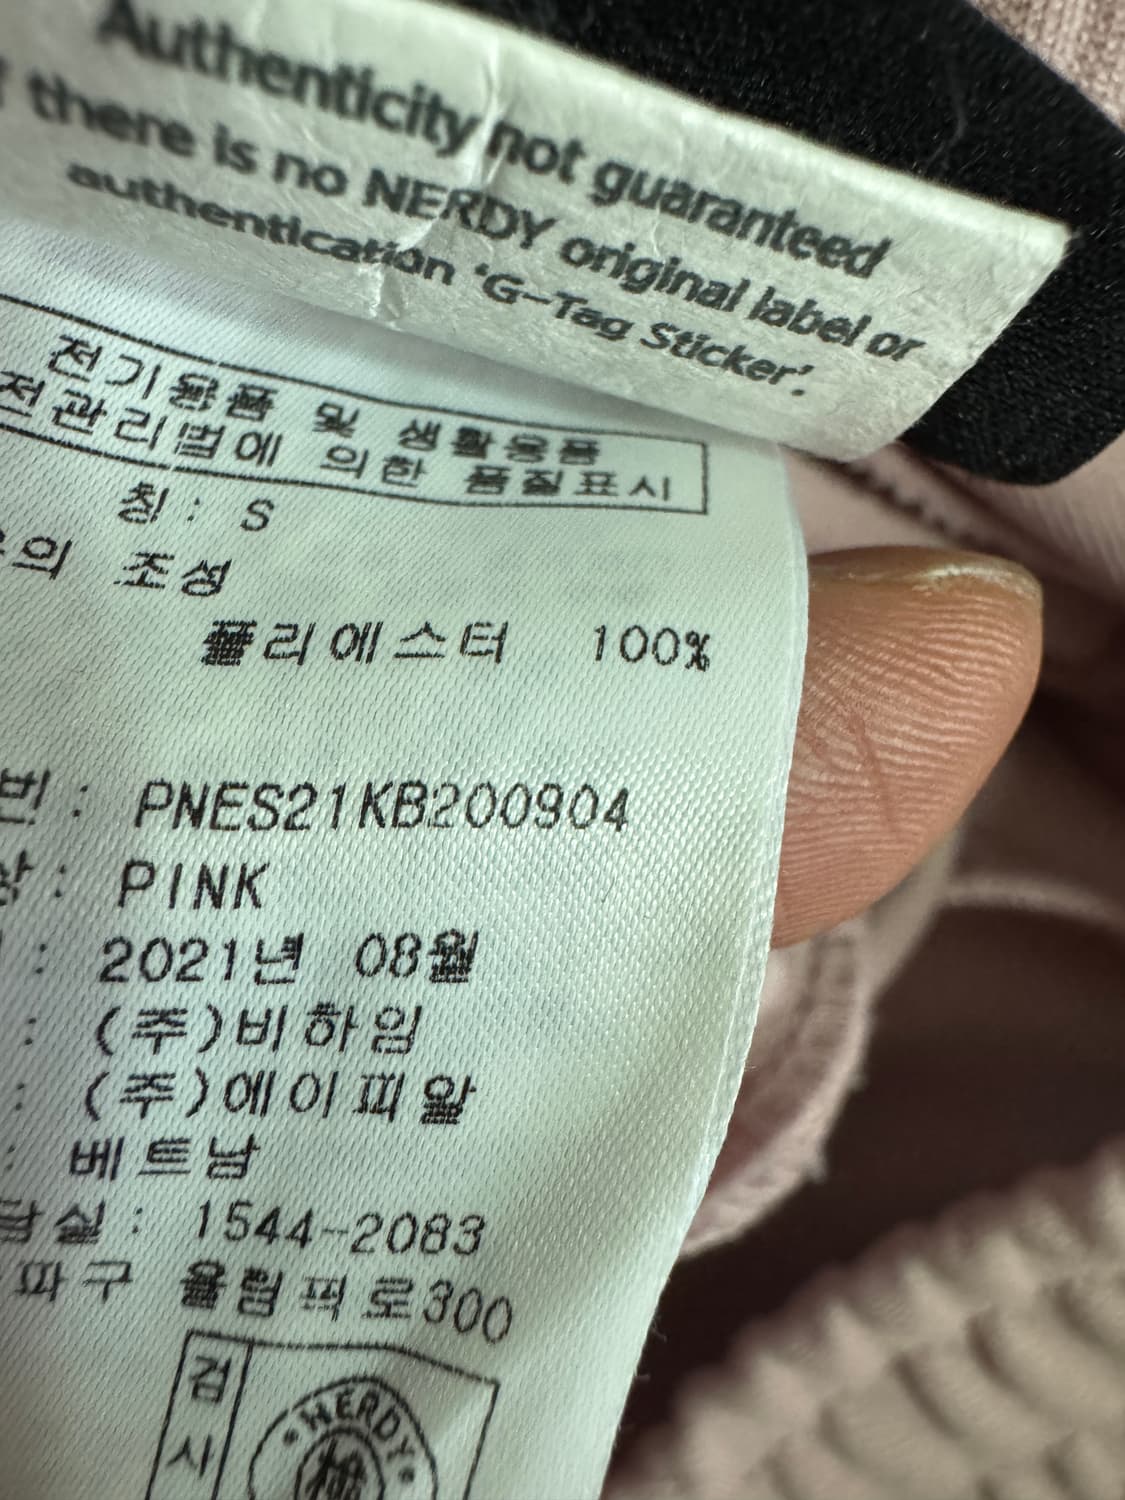 Authenticity not guaranteed
there is no NERDY original label or
authentication ‘G-Tag Sticker’.
전기용품 및 생활용품
전관리법에 의한 품질표시
칭: S
의 조성
폴리에스터 100%
번: PNES21KB200904
상: PINK
: 2021년 08월
: (주)비하임
: (주)에이피알
: 베트남
담실: 1544-2083
파구 올림픽로300
검
사
NERDY